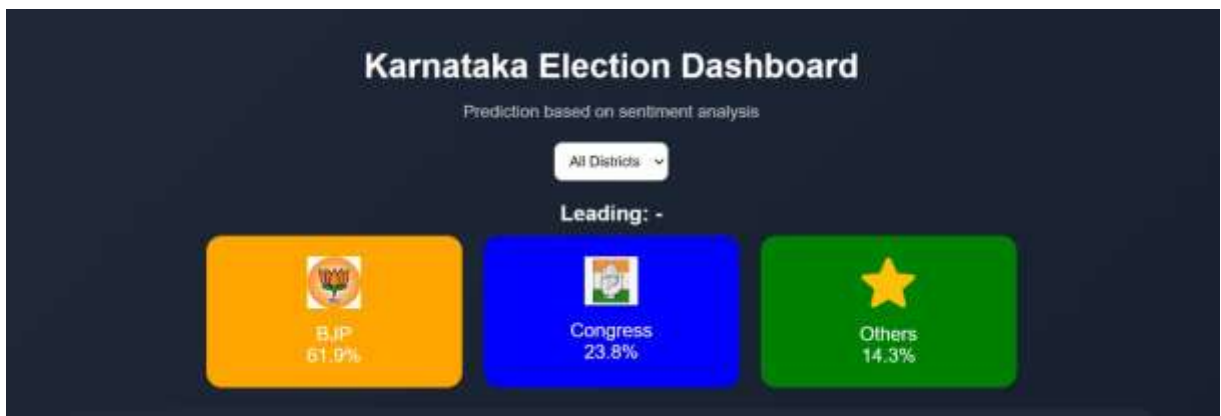 Karnataka Election Dashboard
Prediction based on sentiment analysis
All Districts
Leading: -
BJP
61.9%
Congress
23.8%
Others
14.3%